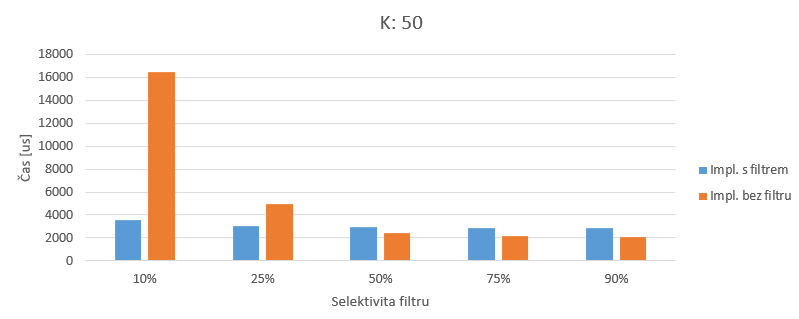 K: 50
18000
16000
14000
12000
10000
8000
6000
4000
2000
0
Čas [us]
10% 25% 50% 75% 90%
Selektivita filtru
Impl. s filtrem
Impl. bez filtru